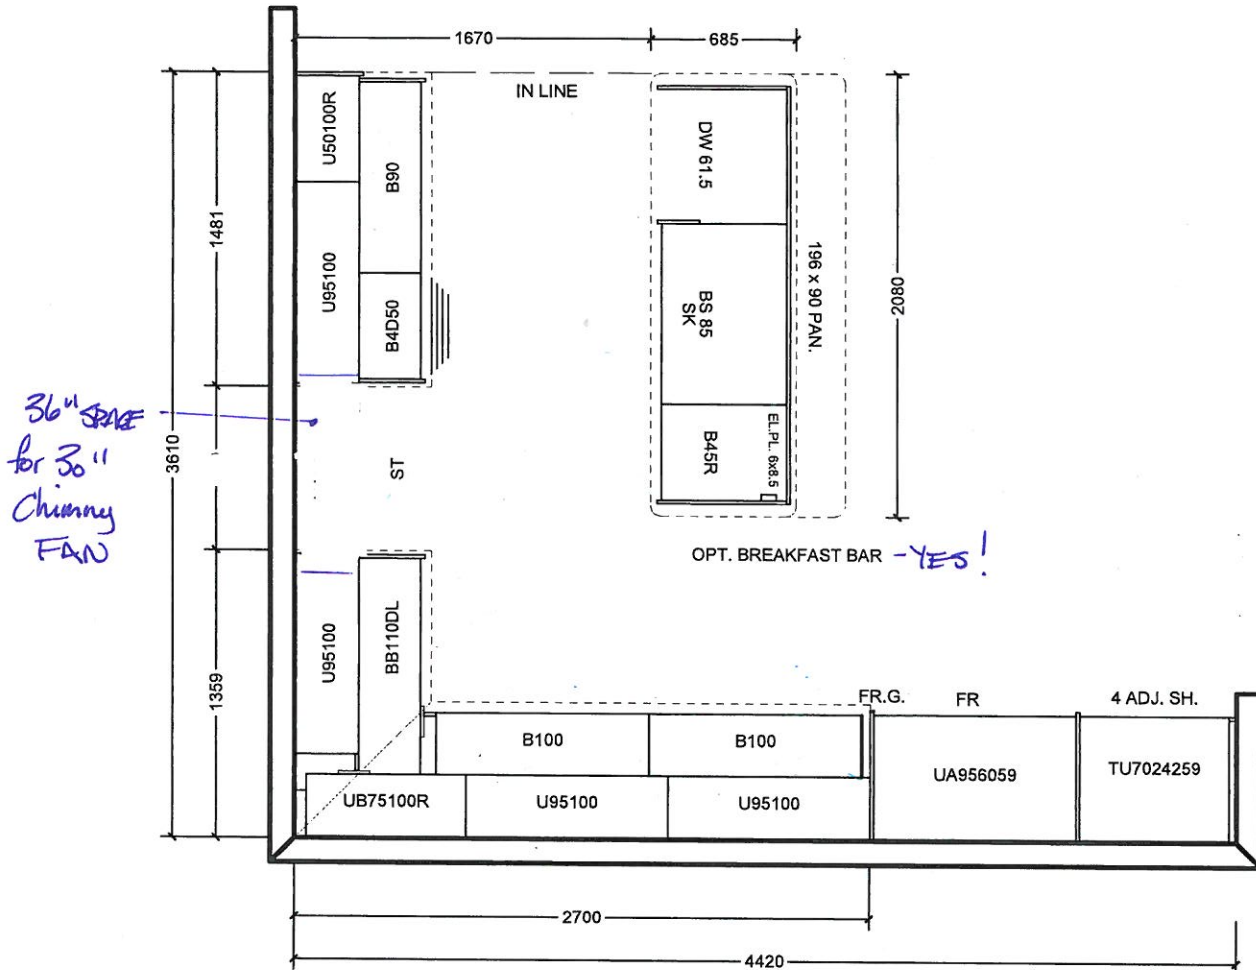 1670
685
IN LINE
U50100R
B90
DW 61.5
1481
U95100
B4D50
BS 85
SK
196 x 90 PAN.
2080
36" SPACE
for 30"
Chimny
FAN
3610
ST
B45R
EL.PL. 6x8.5
OPT. BREAKFAST BAR - YES!
U95100
BB110DL
1359
FR.G.
FR
4 ADJ. SH.
B100
B100
UA956059
TU7024259
UB75100R
U95100
U95100
2700
4420